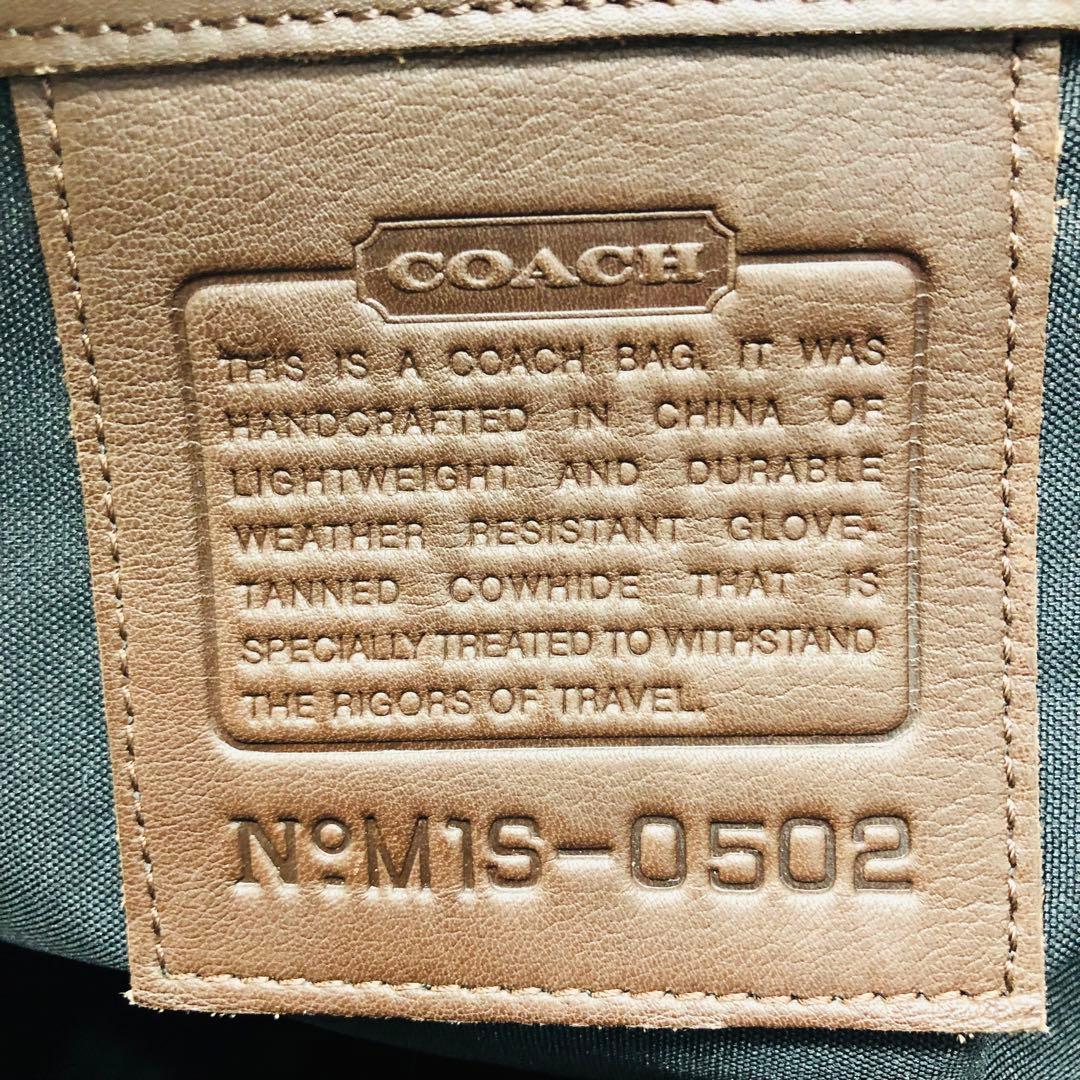 COACH
THIS IS A COACH BAG. IT WAS
HANDCRAFTED IN CHINA OF
LIGHTWEIGHT AND DURABLE
WEATHER RESISTANT GLOVE-
TANNED COWHIDE THAT IS
SPECIALLY TREATED TO WITHSTAND
THE RIGORS OF TRAVEL.
NoM1S-0502